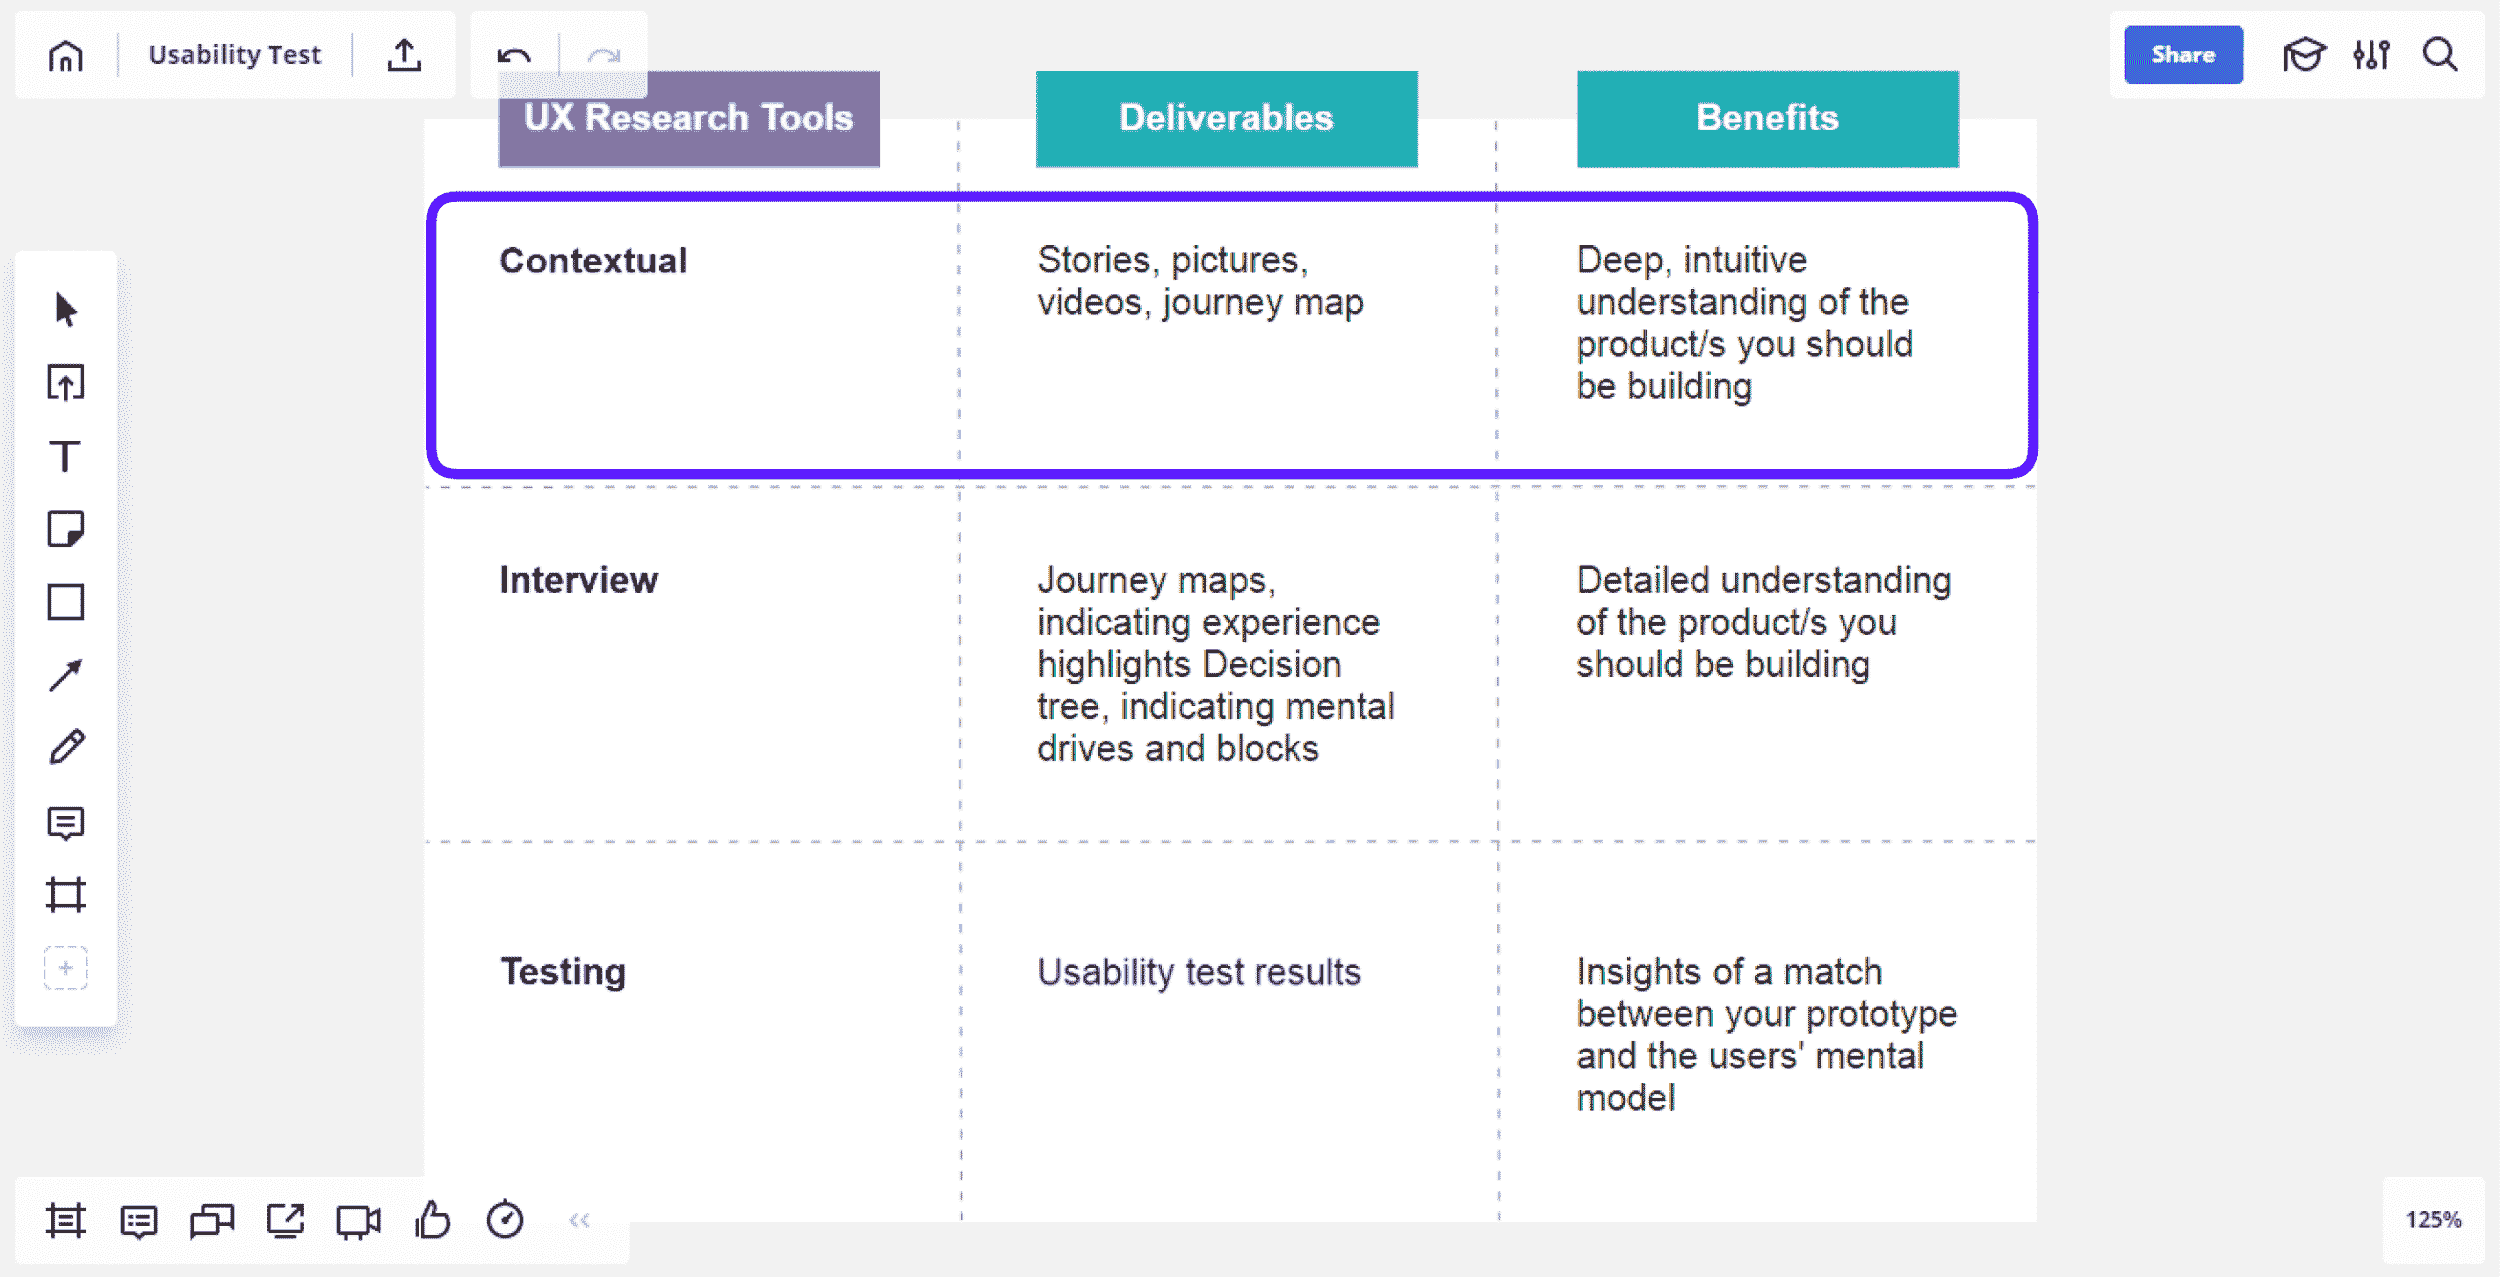 Usability Test
Share
UX Research Tools
Deliverables
Benefits
Contextual
Stories, pictures,
videos, journey map
Deep, intuitive
understanding of the
product/s you should
be building
Interview
Journey maps,
indicating experience
highlights Decision
tree, indicating mental
drives and blocks
Detailed understanding
of the product/s you
should be building
Testing
Usability test results
Insights of a match
between your prototype
and the users' mental
model
125%